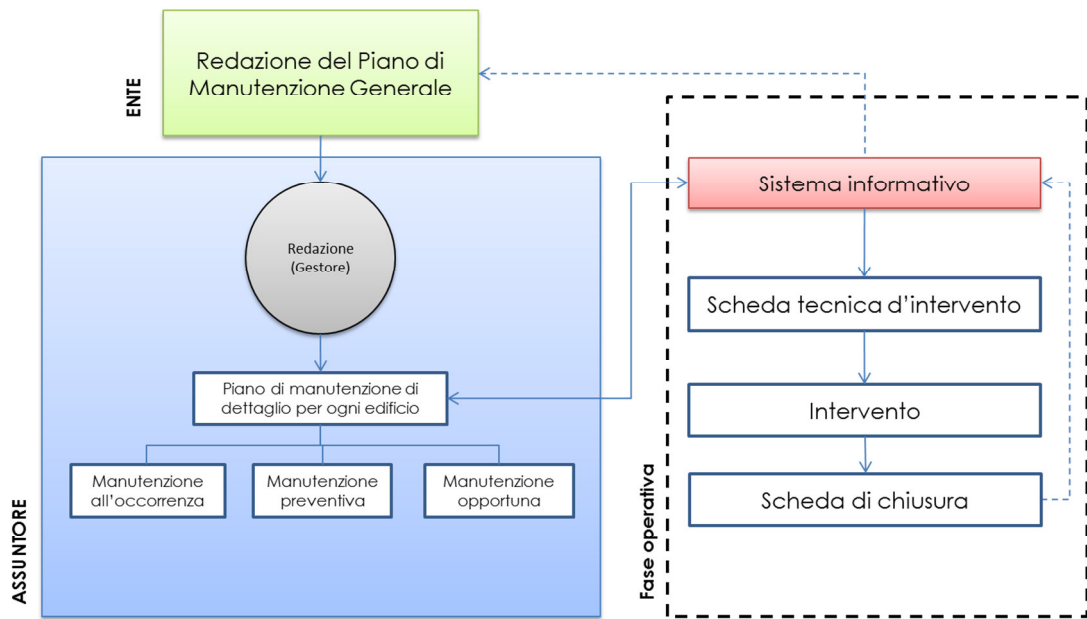 ENTE
Redazione del Piano di
Manutenzione Generale
ASSUNTORE
Redazione
(Gestore)
Piano di manutenzione di
dettaglio per ogni edificio
Manutenzione
all'occorrenza
Manutenzione
preventiva
Manutenzione
opportuna
Fase operativa
Sistema informativo
Scheda tecnica d'intervento
Intervento
Scheda di chiusura